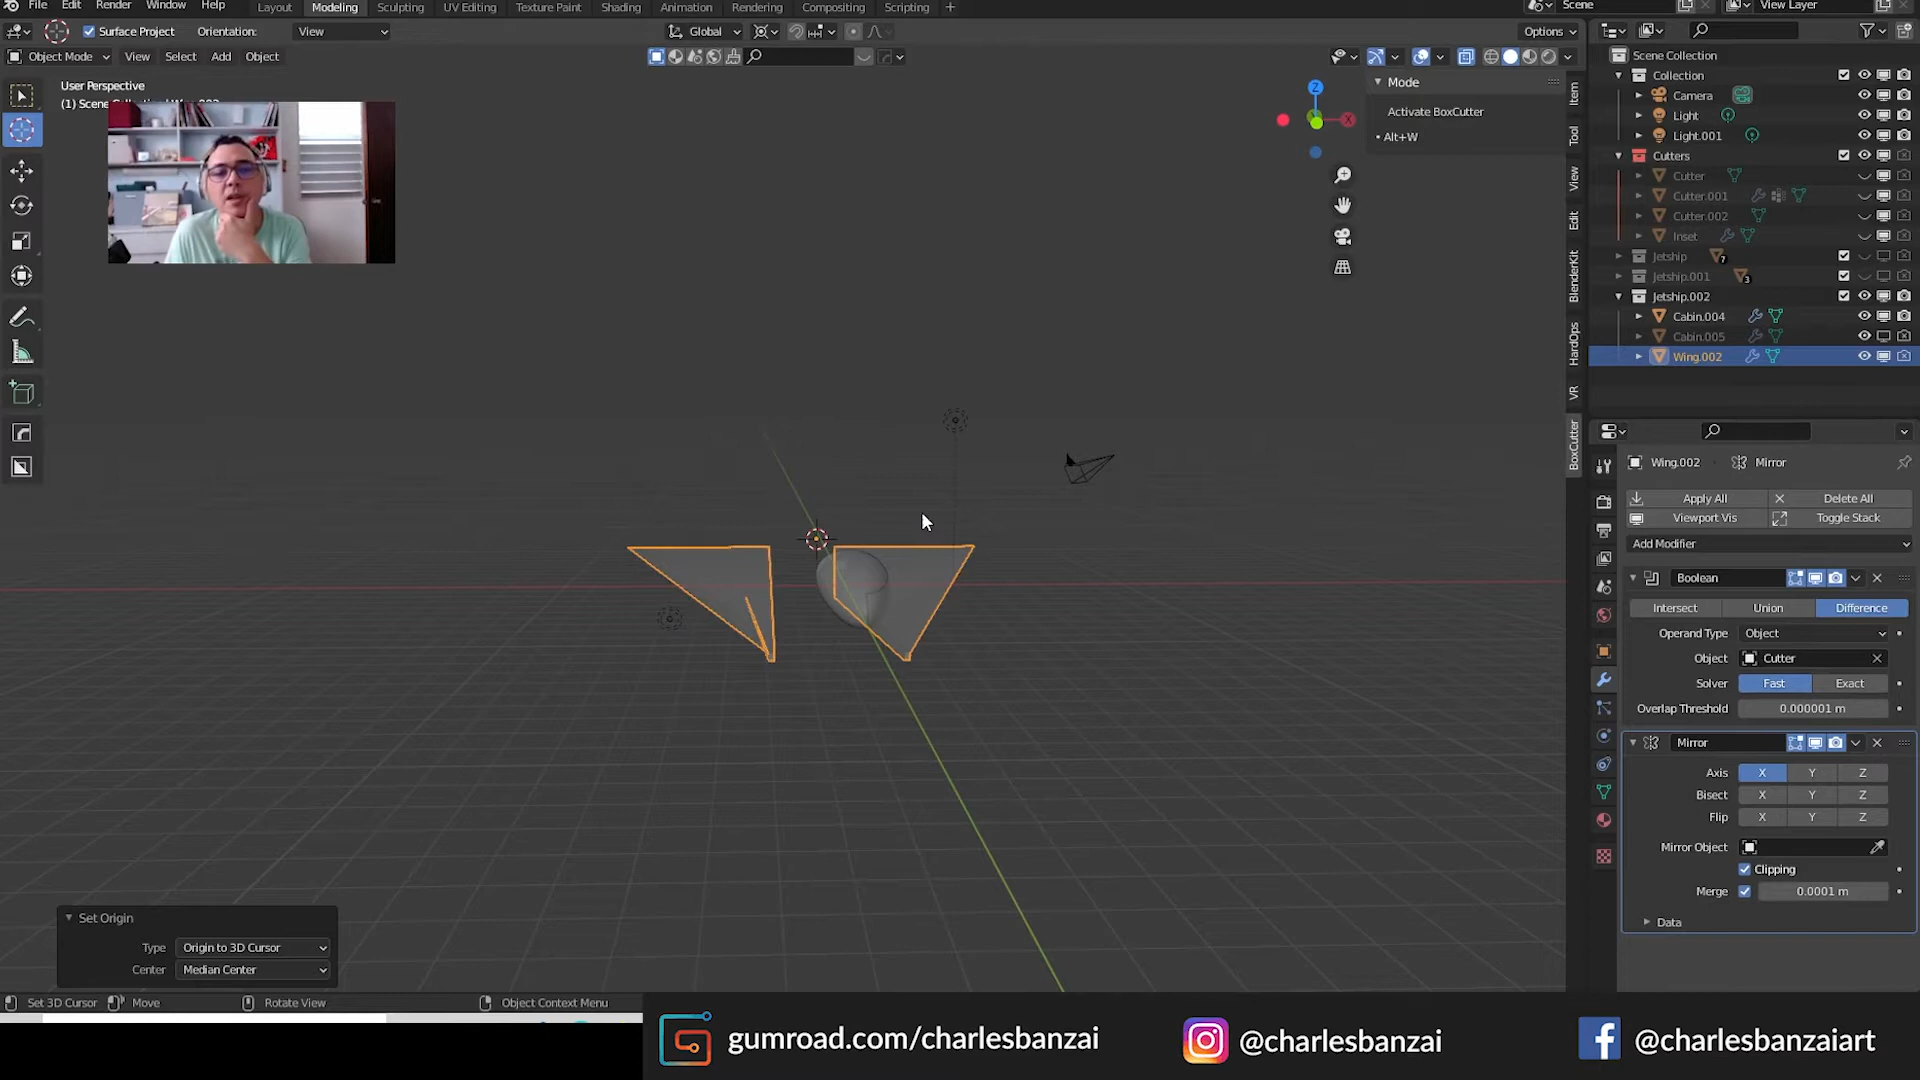 File Edit Render Window Help Layout Modeling Sculpting UV Editing Texture Paint Shading Animation Rendering Compositing Scripting + Scene View Layer
Surface Project Orientation: View Global Options
Object Mode View Select Add Object
User Perspective
(1) Scene
Mode
Activate BoxCutter
• Alt+W
Item
Tool
View
Edit
BlenderKit
HardOps
VR
BoxCutter
X
Z
Scene Collection
Collection
Camera
Light
Light.001
Cutters
Cutter
Cutter.001
Cutter.002
Inset
Jetship 7
Jetship.001 3
Jetship.002
Cabin.004
Cabin.005
Wing.002
Wing.002 Mirror
Apply All Delete All
Viewport Vis Toggle Stack
Add Modifier
Boolean
Intersect Union Difference
Operand Type Object
Object Cutter
Solver Fast Exact
Overlap Threshold 0.000001 m
Mirror
Axis X Y Z
Bisect X Y Z
Flip X Y Z
Mirror Object
Clipping
Merge 0.0001 m
Data
Set Origin
Type Origin to 3D Cursor
Center Median Center
Set 3D Cursor Move Rotate View Object Context Menu
gumroad.com/charlesbanzai @charlesbanzai @charlesbanzaiart